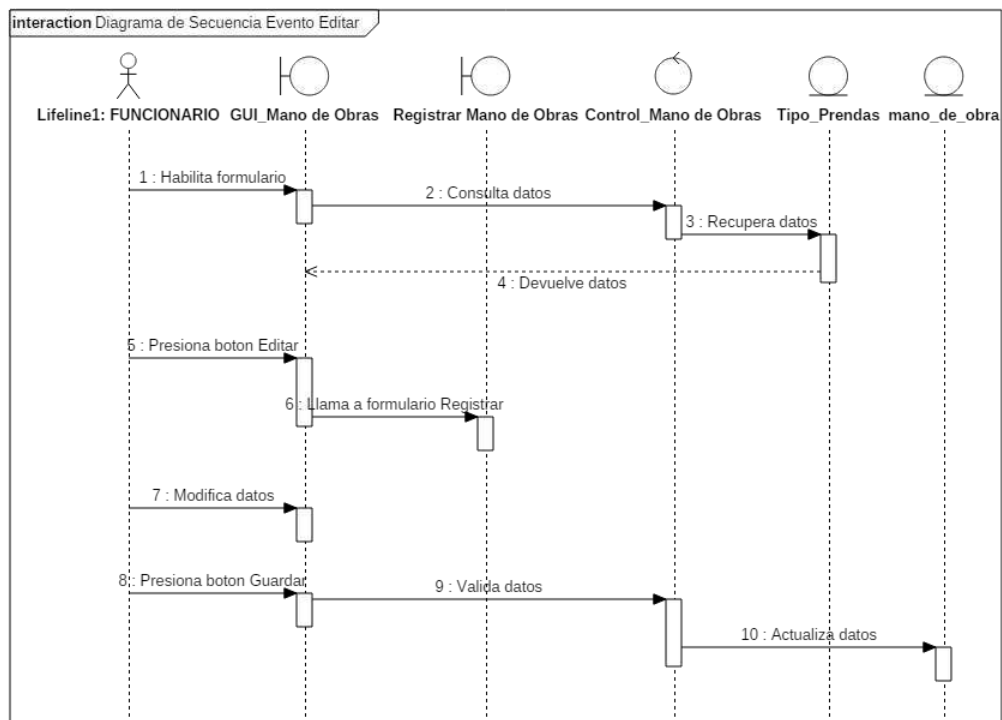 interaction Diagrama de Secuencia Evento Editar
Lifeline1: FUNCIONARIO GUI_Mano de Obras Registrar Mano de Obras Control_Mano de Obras Tipo_Prendas mano_de_obra
1 : Habilita formulario
2 : Consulta datos
3 : Recupera datos
4 : Devuelve datos
5 : Presiona boton Editar
6 : Llama a formulario Registrar
7 : Modifica datos
8 : Presiona boton Guardar
9 : Valida datos
10 : Actualiza datos